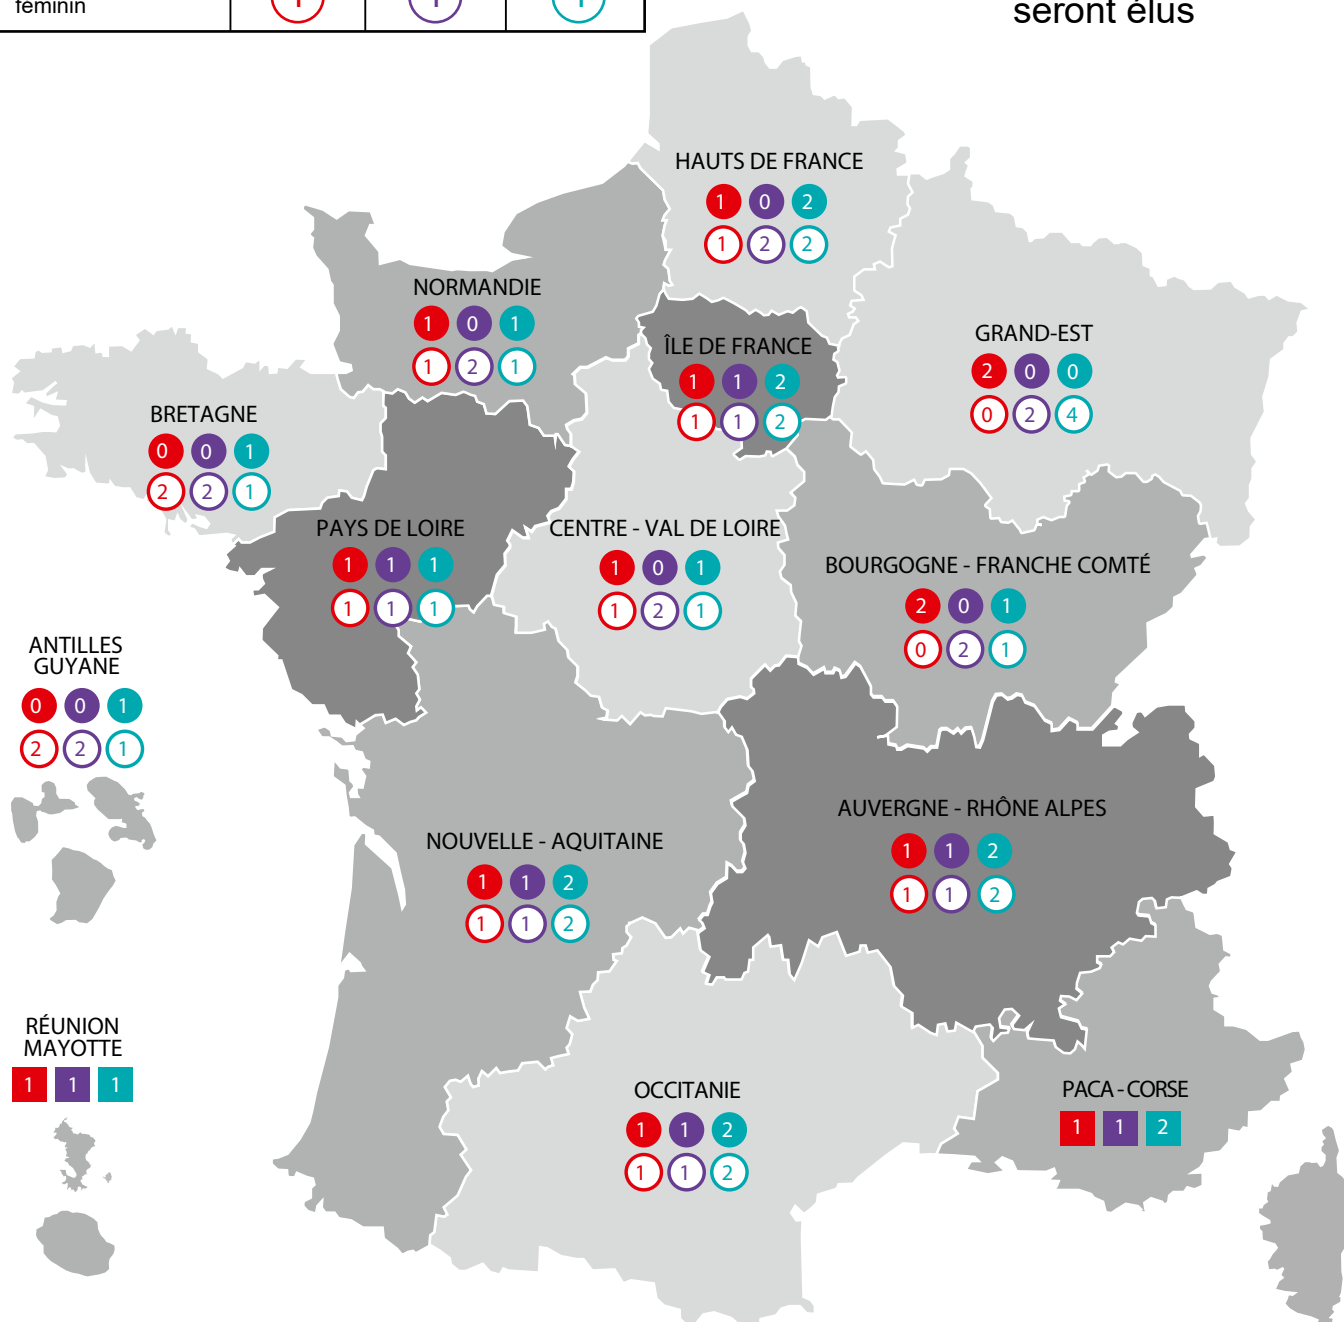 féminin 1 1 1
seront élus
HAUTS DE FRANCE
1 0 2
1 2 2
NORMANDIE
1 0 1
1 2 1
ÎLE DE FRANCE
1 1 2
1 1 2
GRAND-EST
2 0 0
0 2 4
BRETAGNE
0 0 1
2 2 1
PAYS DE LOIRE
1 1 1
1 1 1
CENTRE - VAL DE LOIRE
1 0 1
1 2 1
BOURGOGNE - FRANCHE COMTÉ
2 0 1
0 2 1
ANTILLES
GUYANE
0 0 1
2 2 1
AUVERGNE - RHÔNE ALPES
1 1 2
1 1 2
NOUVELLE - AQUITAINE
1 1 2
1 1 2
RÉUNION
MAYOTTE
1 1 1
OCCITANIE
1 1 2
1 1 2
PACA - CORSE
1 1 2